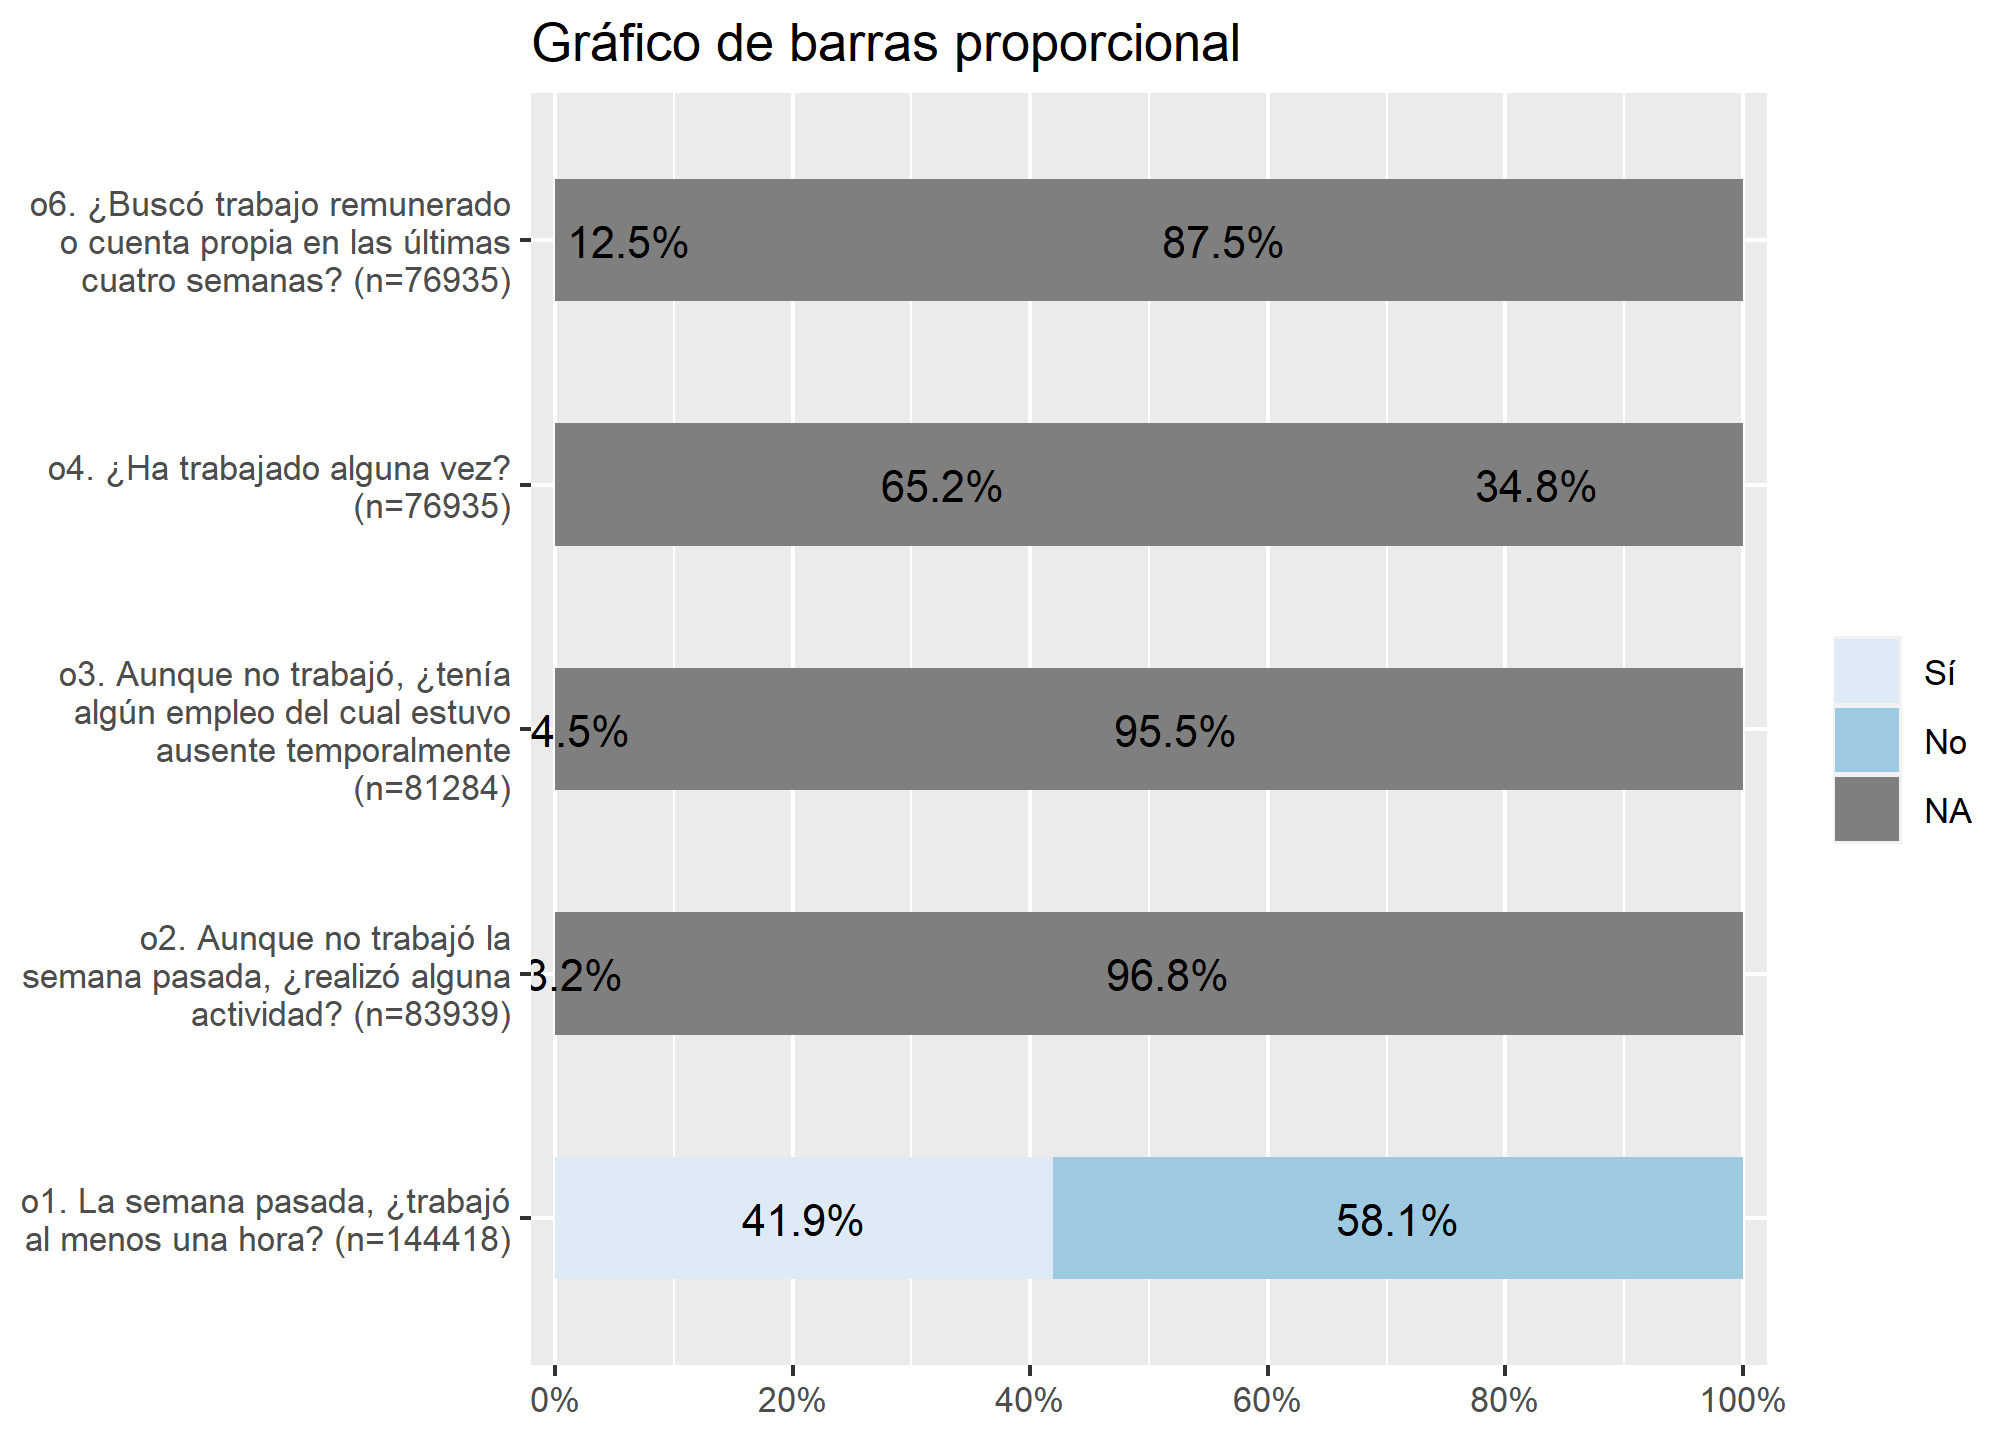 Gráfico de barras proporcional
o6. ¿Buscó trabajo remunerado
o cuenta propia en las últimas
cuatro semanas? (n=76935)
12.5%
87.5%
o4. ¿Ha trabajado alguna vez?
(n=76935)
65.2%
34.8%
o3. Aunque no trabajó, ¿tenía
algún empleo del cual estuvo
ausente temporalmente
(n=81284)
4.5%
95.5%
o2. Aunque no trabajó la
semana pasada, ¿realizó alguna
actividad? (n=83939)
3.2%
96.8%
o1. La semana pasada, ¿trabajó
al menos una hora? (n=144418)
41.9%
58.1%
0%
20%
40%
60%
80%
100%
Sí
No
NA